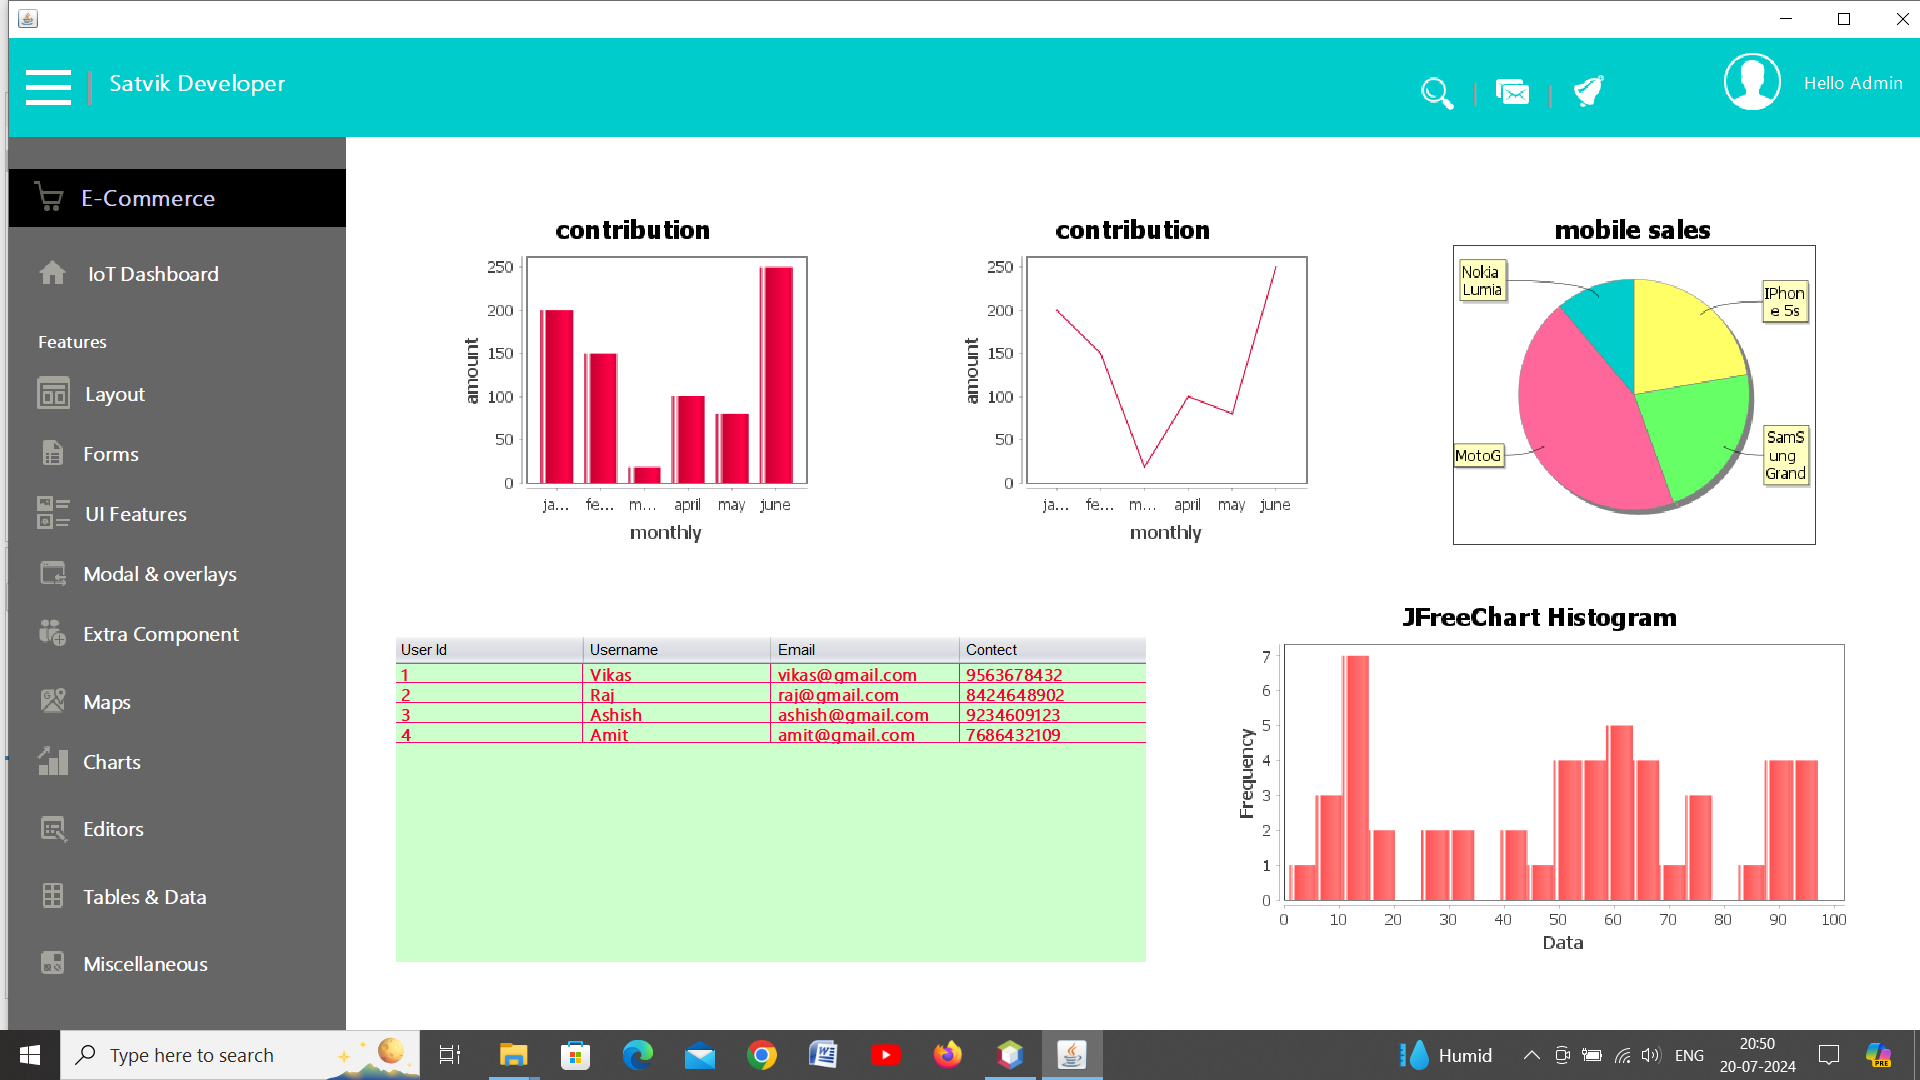 Satvik Developer
Hello Admin
E-Commerce
IoT Dashboard
Features
Layout
Forms
UI Features
Modal & overlays
Extra Component
Maps
Charts
Editors
Tables & Data
Miscellaneous
contribution
250
200
150
100
50
0
amount
ja... fe... m... april may june
monthly
contribution
250
200
150
100
50
0
amount
ja... fe... m... april may june
monthly
mobile sales
Nokia
Lumia
IPhon
e 5s
MotoG
SamS
ung
Grand
User Id Username Email Contect
1 Vikas vikas@gmail.com 9563678432
2 Raj raj@gmail.com 8424648902
3 Ashish ashish@gmail.com 9234609123
4 Amit amit@gmail.com 7686432109
JFreeChart Histogram
7
6
5
4
3
2
1
0
Frequency
0 10 20 30 40 50 60 70 80 90 100
Data
Type here to search
Humid
ENG
20:50
20-07-2024
PRE